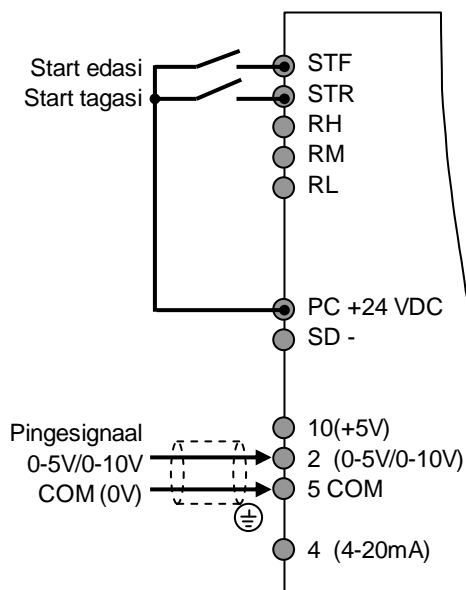 Start edasi
STF
Start tagasi
STR
RH
RM
RL
PC +24 VDC
SD -
10(+5V)
Pingesignaal
0-5V/0-10V
2 (0-5V/0-10V)
COM (0V)
5 COM
4 (4-20mA)